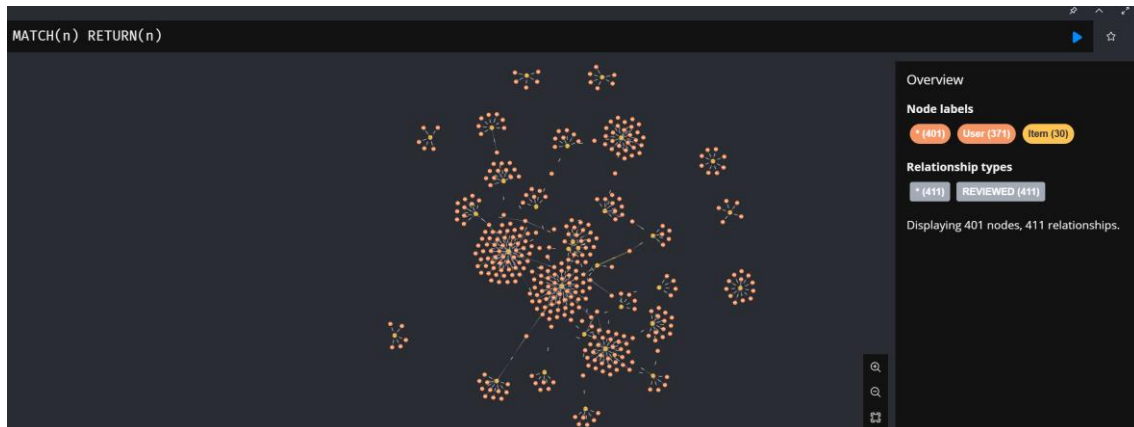 MATCH(n) RETURN(n)
Overview
Node labels
* (401) User (371) Item (30)
Relationship types
* (411) REVIEWED (411)
Displaying 401 nodes, 411 relationships.